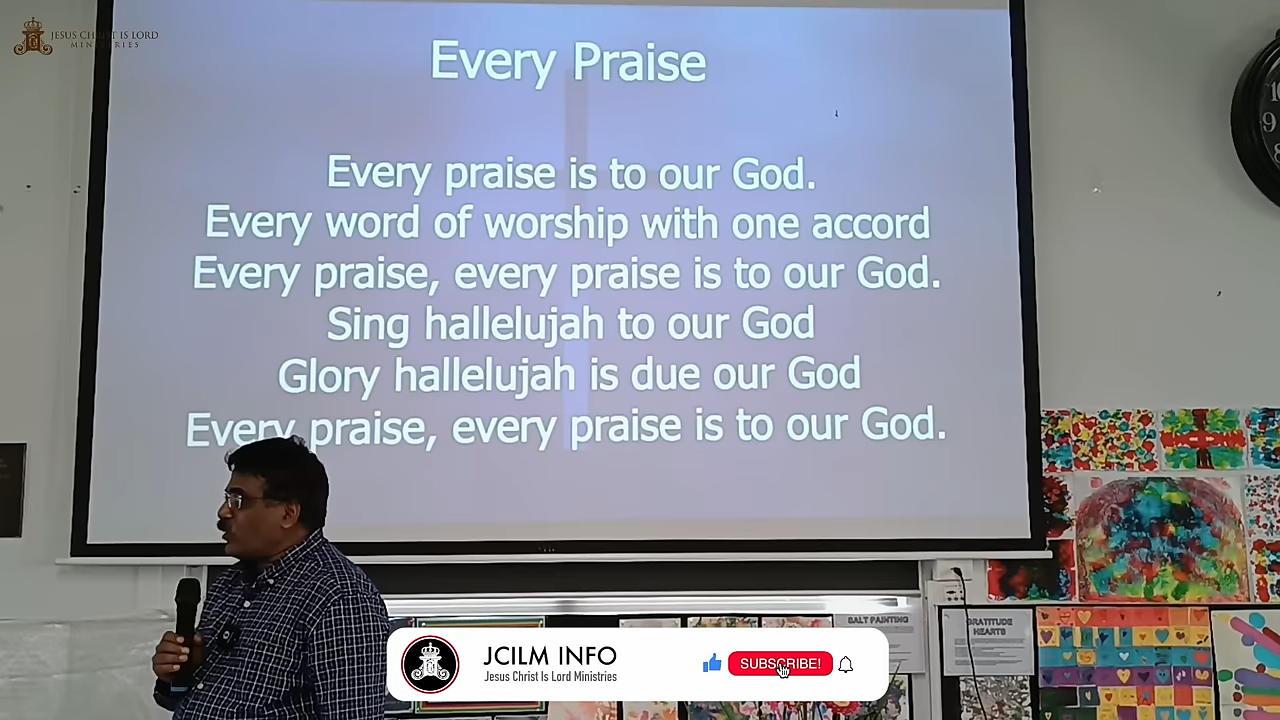 JESUS CHRIST IS LORD
MINISTRIES
Every Praise
Every praise is to our God.
Every word of worship with one accord
Every praise, every praise is to our God.
Sing hallelujah to our God
Glory hallelujah is due our God
Every praise, every praise is to our God.
10
9
8
SALT PAINTING
GRATITUDE
HEARTS
JCILM INFO
Jesus Christ Is Lord Ministries
SUBSCRIBE!